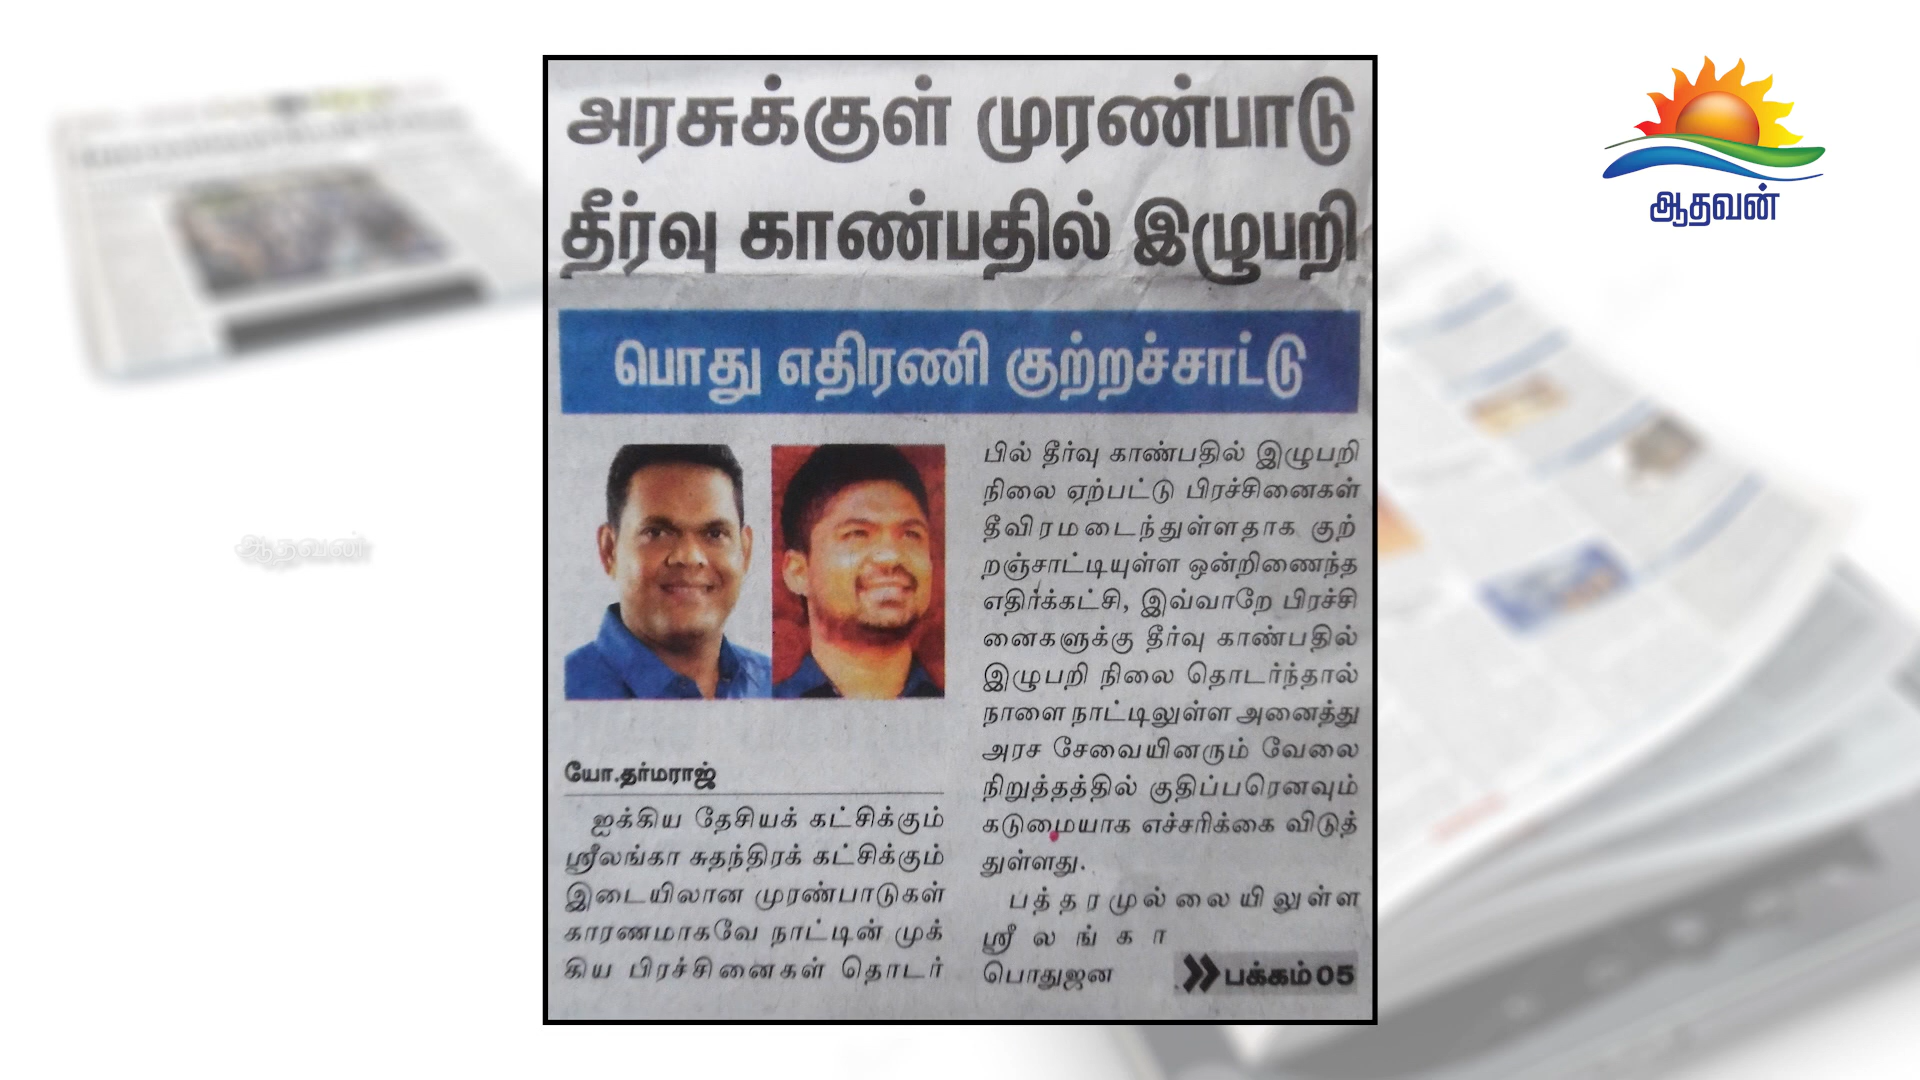 அரசுக்குள் முரண்பாடு
தீர்வு காண்பதில் இழுபறி
பொது எதிரணி குற்றச்சாட்டு
யோ.தர்மராஜ்
ஐக்கிய தேசியக் கட்சிக்கும்
ஸ்ரீலங்கா சுதந்திரக் கட்சிக்கும்
இடையிலான முரண்பாடுகள்
காரணமாகவே நாட்டின் முக்
கிய பிரச்சினைகள் தொடர்
பில் தீர்வு காண்பதில் இழுபறி
நிலை ஏற்பட்டு பிரச்சினைகள்
தீவிரமடைந்துள்ளதாக குற்
றஞ்சாட்டியுள்ள ஒன்றிணைந்த
எதிர்க்கட்சி, இவ்வாறே பிரச்சி
னைகளுக்கு தீர்வு காண்பதில்
இழுபறி நிலை தொடர்ந்தால்
நாளை நாட்டிலுள்ள அனைத்து
அரச சேவையினரும் வேலை
நிறுத்தத்தில் குதிப்பரெனவும்
கடுமையாக எச்சரிக்கை விடுத்
துள்ளது.
பத்தரமுல்லையிலுள்ள
ஸ்ரீ லங்கா
பொதுஜன
பக்கம் 05
ஆதவன்
ஆதவன்